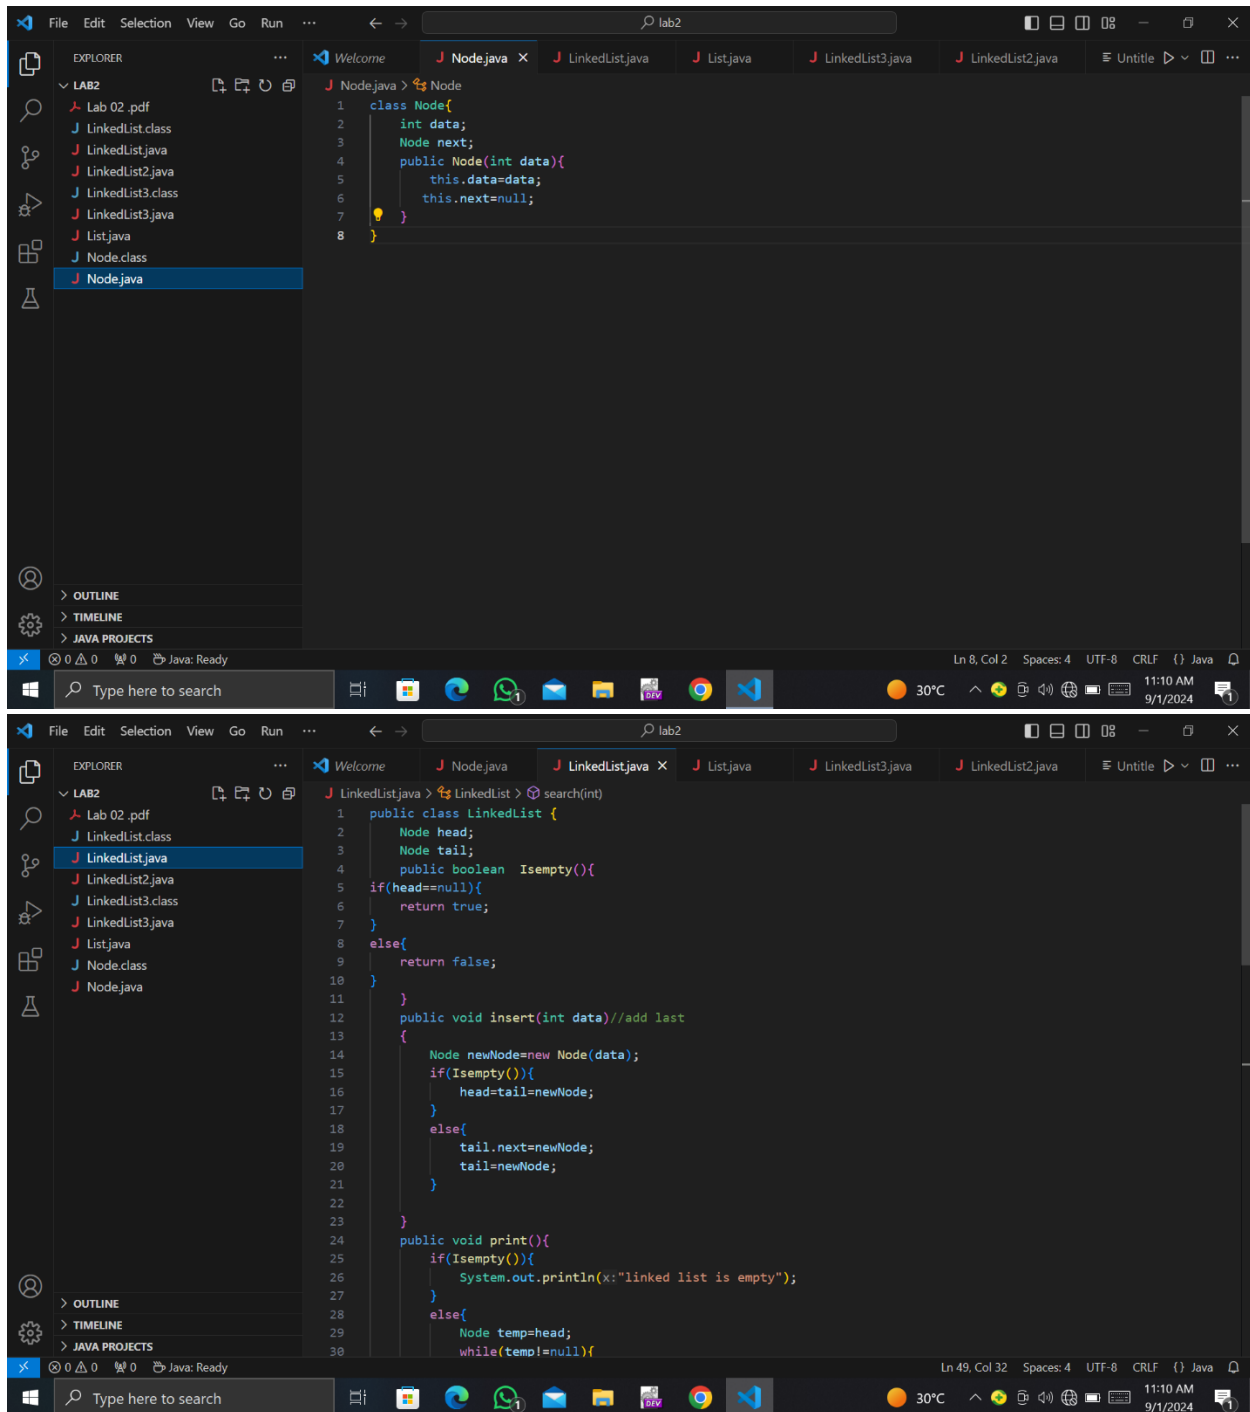 File Edit Selection View Go Run ··· lab2
EXPLORER ···
Welcome Node.java LinkedList.java List.java LinkedList3.java LinkedList2.java Untitle ···
LAB2
Node.java > Node
Lab 02 .pdf
LinkedList.class
LinkedList.java
LinkedList2.java
LinkedList3.class
LinkedList3.java
List.java
Node.class
Node.java
1 class Node{
2 int data;
3 Node next;
4 public Node(int data){
5 this.data=data;
6 this.next=null;
7 }
8 }
OUTLINE
TIMELINE
JAVA PROJECTS
0 0 0 Java: Ready Ln 8, Col 2 Spaces: 4 UTF-8 CRLF {} Java
Type here to search 1 DEV 30°C 11:10 AM
9/1/2024 1
File Edit Selection View Go Run ··· lab2
EXPLORER ···
Welcome Node.java LinkedList.java List.java LinkedList3.java LinkedList2.java Untitle ···
LAB2
LinkedList.java > LinkedList > search(int)
Lab 02 .pdf
LinkedList.class
LinkedList.java
LinkedList2.java
LinkedList3.class
LinkedList3.java
List.java
Node.class
Node.java
1 public class LinkedList {
2 Node head;
3 Node tail;
4 public boolean Isempty(){
5 if(head==null){
6 return true;
7 }
8 else{
9 return false;
10 }
11 }
12 public void insert(int data)//add last
13 {
14 Node newNode=new Node(data);
15 if(Isempty()){
16 head=tail=newNode;
17 }
18 else{
19 tail.next=newNode;
20 tail=newNode;
21 }
22
23 }
24 public void print(){
25 if(Isempty()){
26 System.out.println(x:"linked list is empty");
27 }
28 else{
29 Node temp=head;
30 while(temp!=null){
OUTLINE
TIMELINE
JAVA PROJECTS
0 0 0 Java: Ready Ln 49, Col 32 Spaces: 4 UTF-8 CRLF {} Java
Type here to search 1 DEV 30°C 11:10 AM
9/1/2024 1